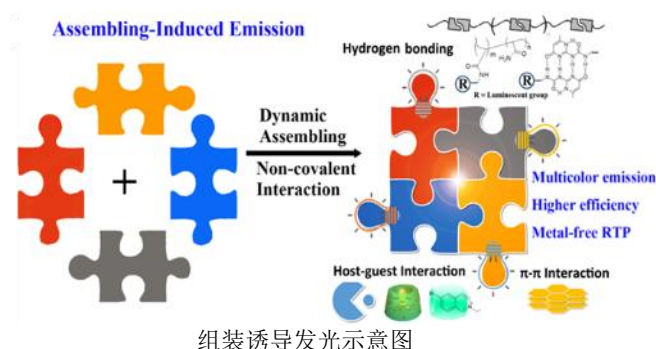 Assembling-Induced Emission
Hydrogen bonding
R
R
R = Luminescent group
Dynamic
Assembling
Non-covalent
Interaction
+
Multicolor emission
Higher efficiency
Metal-free RTP
Host-guest Interaction
π-π Interaction
组装诱导发光示意图